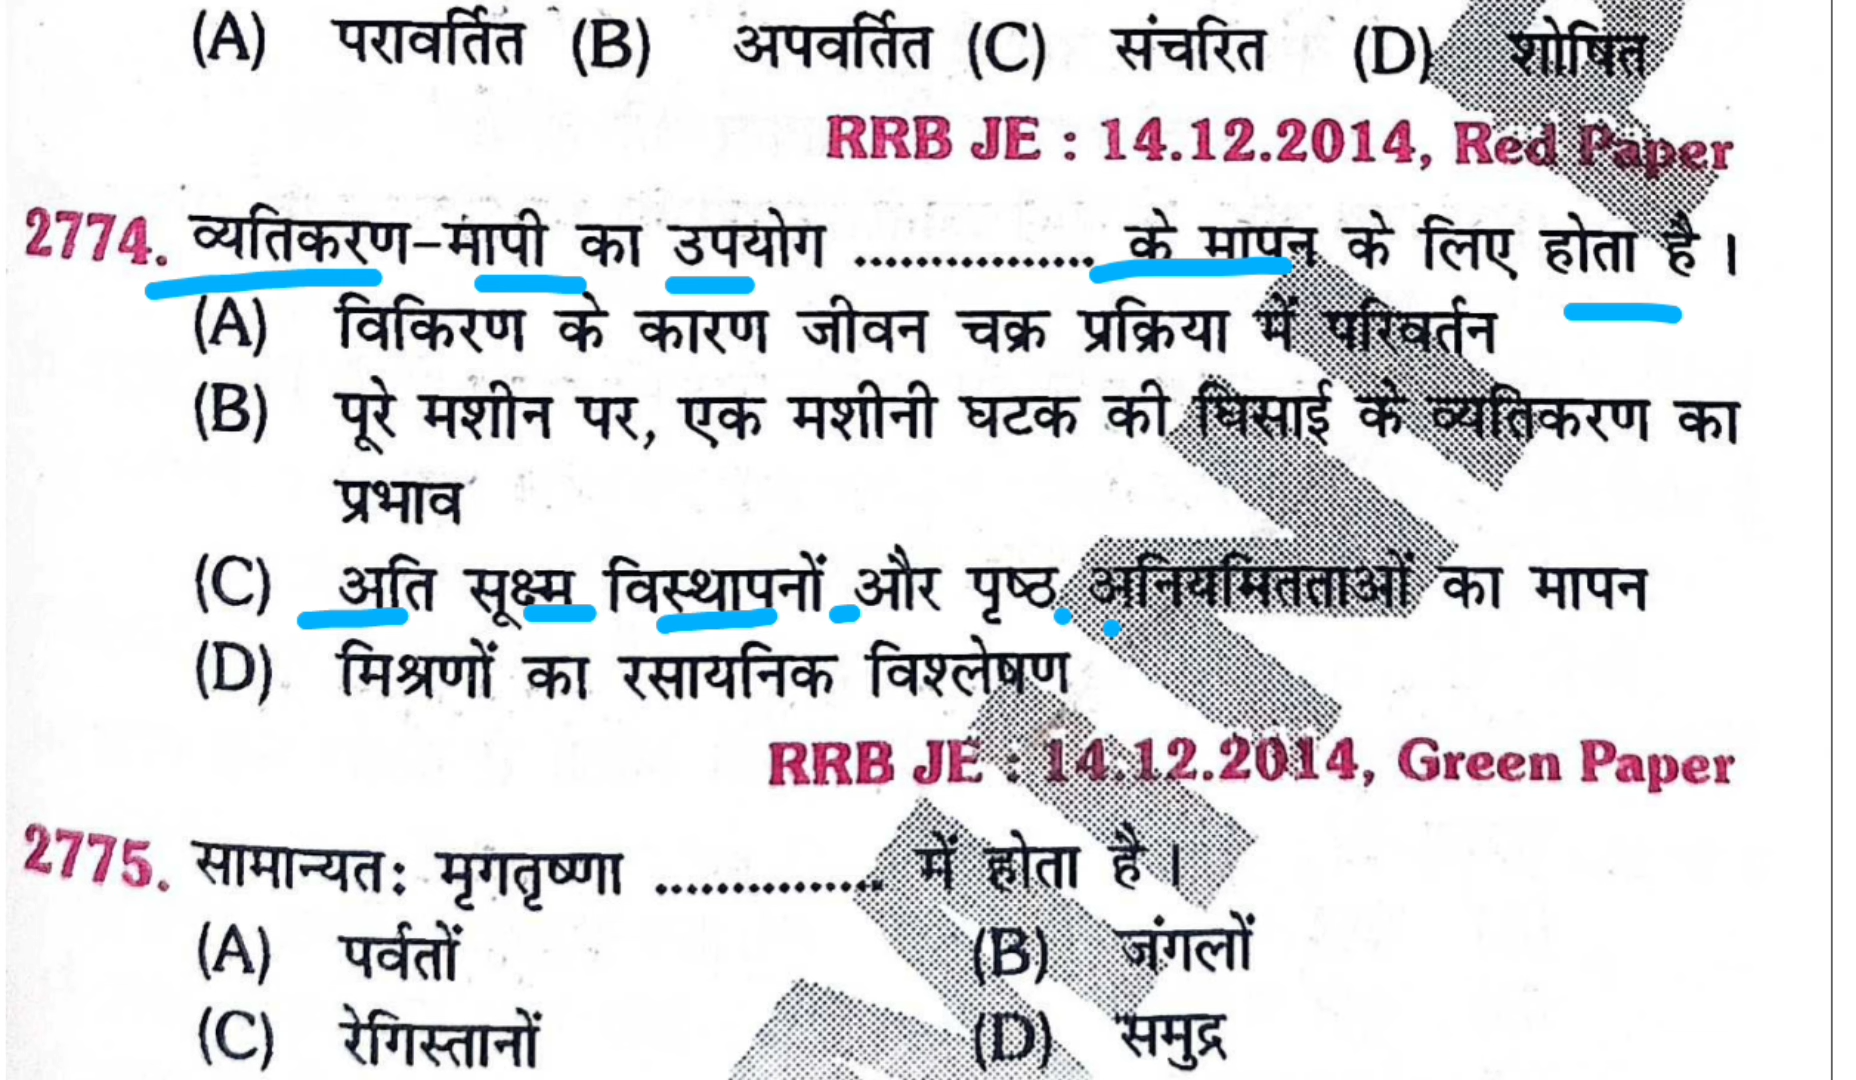 (A) परावर्तित (B) अपवर्तित (C) संचरित (D) शोषित
RRB JE : 14.12.2014, Red Paper
2774. व्यतिकरण-मापी का उपयोग ................ के मापन के लिए होता है।
(A) विकिरण के कारण जीवन चक्र प्रक्रिया में परिवर्तन
(B) पूरे मशीन पर, एक मशीनी घटक की घिसाई के व्यतिकरण का
प्रभाव
(C) अति सूक्ष्म विस्थापनों और पृष्ठ अनियमितताओं का मापन
(D) मिश्रणों का रसायनिक विश्लेषण
RRB JE : 14.12.2014, Green Paper
2775. सामान्यतः मृगतृष्णा ............... में होता है।
(A) पर्वतों (B) जंगलों
(C) रेगिस्तानों (D) समुद्र